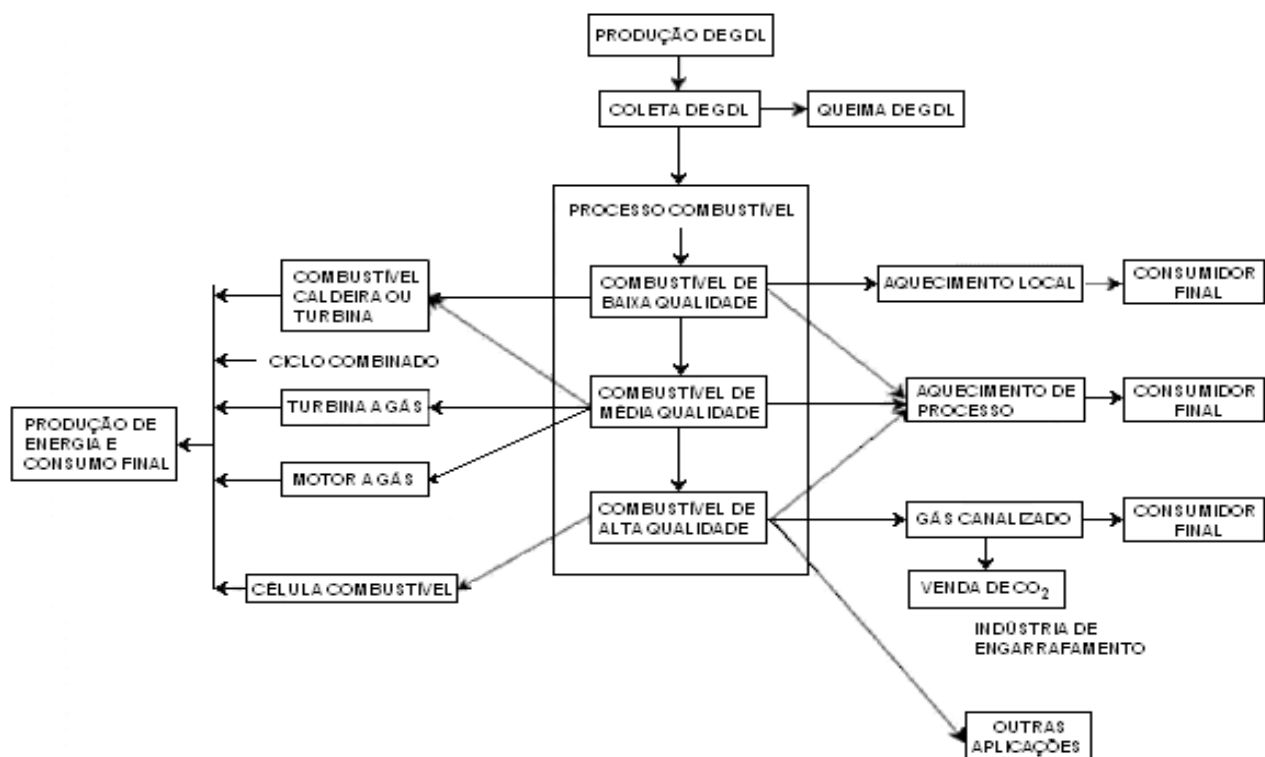 PRODUÇÃO DE GDL
COLETA DE GDL
QUEIMA DE GDL
PROCESSO COMBUSTÍVEL
COMBUSTÍVEL
CALDEIRA OU
TURBINA
COMBUSTÍVEL DE
BAIXA QUALIDADE
AQUECIMENTO LOCAL
CONSUMIDOR
FINAL
CICLO COMBINADO
TURBINA A GÁS
COMBUSTÍVEL DE
MÉDIA QUALIDADE
AQUECIMENTO DE
PROCESSO
CONSUMIDOR
FINAL
PRODUÇÃO DE
ENERGIA E
CONSUMO FINAL
MOTOR A GÁS
COMBUSTÍVEL DE
ALTA QUALIDADE
GÁS CANALIZADO
CONSUMIDOR
FINAL
CÉLULA COMBUSTÍVEL
VENDA DE CO₂
INDÚSTRIA DE
ENGARRAFAMENTO
OUTRAS
APLICAÇÕES